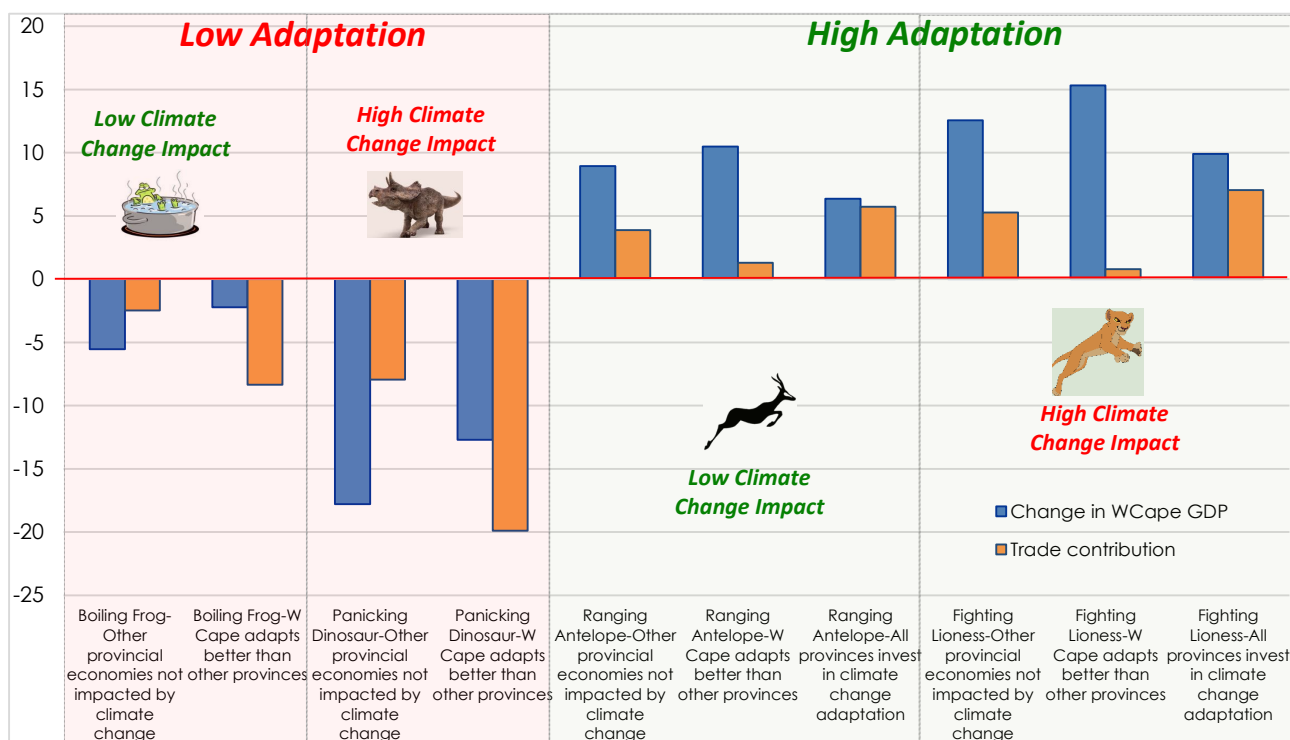 Low Adaptation
High Adaptation
20
15
10
5
0
-5
-10
-15
-20
-25
Low Climate
Change Impact
High Climate
Change Impact
Low Climate
Change Impact
High Climate
Change Impact
Change in WCape GDP
Trade contribution
Boiling Frog-
Other
provincial
economies not
impacted by
climate
change
Boiling Frog-W
Cape adapts
better than
other provinces
Panicking
Dinosaur-Other
provincial
economies not
impacted by
climate
change
Panicking
Dinosaur-W
Cape adapts
better than
other provinces
Ranging
Antelope-Other
provincial
economies not
impacted by
climate
change
Ranging
Antelope-W
Cape adapts
better than
other provinces
Ranging
Antelope-All
provinces invest
in climate
change
adaptation
Fighting
Lioness-Other
provincial
economies not
impacted by
climate
change
Fighting
Lioness-W
Cape adapts
better than
other provinces
Fighting
Lioness-All
provinces invest
in climate
change
adaptation